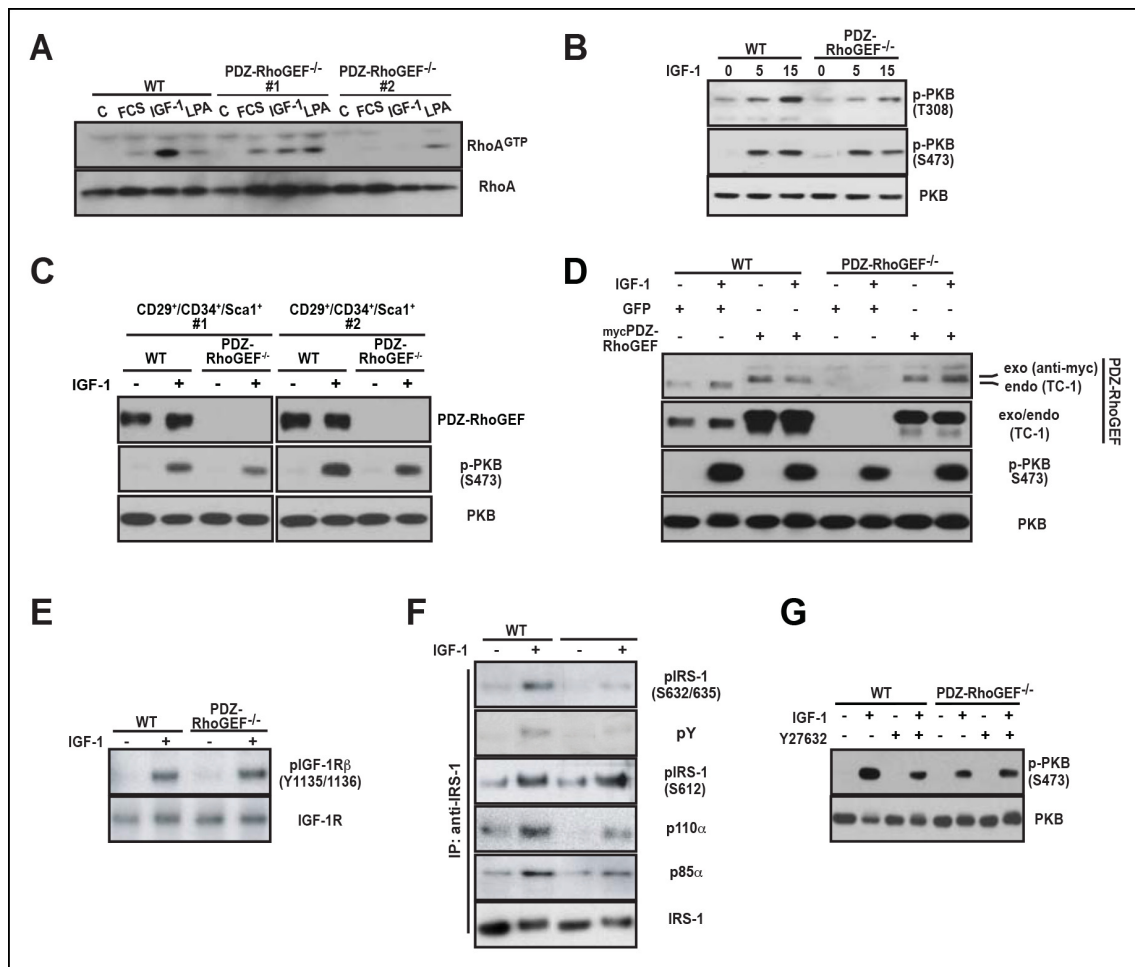 A
WT
PDZ-RhoGEF-/-
#1
PDZ-RhoGEF-/-
#2
C FCS IGF-1 LPA C FCS IGF-1 LPA C FCS IGF-1 LPA
RhoAGTP
RhoA
B
WT
PDZ-
RhoGEF-/-
IGF-1 0 5 15 0 5 15
p-PKB
(T308)
p-PKB
(S473)
PKB
C
CD29+/CD34+/Sca1+
#1
CD29+/CD34+/Sca1+
#2
WT
PDZ-
RhoGEF-/-
WT
PDZ-
RhoGEF-/-
IGF-1 - + - + - + - +
PDZ-RhoGEF
p-PKB
(S473)
PKB
D
WT
PDZ-RhoGEF-/-
IGF-1 - + - + - + - +
GFP + + - - + + - -
mycPDZ-
RhoGEF
- - + + - - + +
exo (anti-myc)
endo (TC-1)
exo/endo
(TC-1)
PDZ-RhoGEF
p-PKB
S473)
PKB
E
WT
PDZ-
RhoGEF-/-
IGF-1 - + - +
pIGF-1Rβ
(Y1135/1136)
IGF-1R
F
WT
IGF-1 - + - +
IP: anti-IRS-1
pIRS-1
(S632/635)
pY
pIRS-1
(S612)
p110α
p85α
IRS-1
G
WT
PDZ-RhoGEF-/-
IGF-1 - + - + - + - +
Y27632 - - + + - - + +
p-PKB
(S473)
PKB